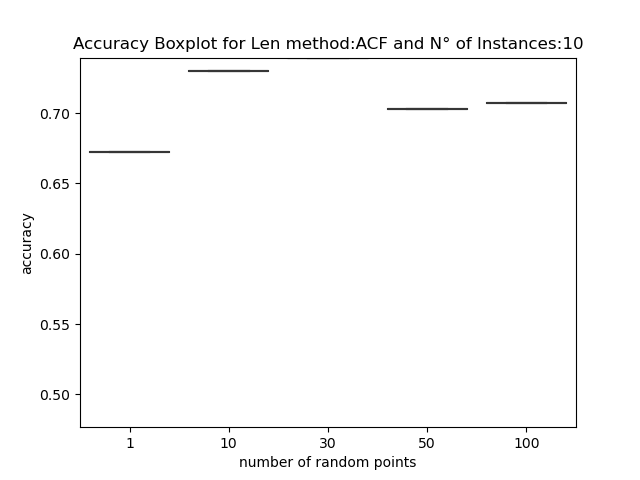 Accuracy Boxplot for Len method:ACF and N° of Instances:10
0.70
0.65
0.60
0.55
0.50
accuracy
1 10 30 50 100
number of random points